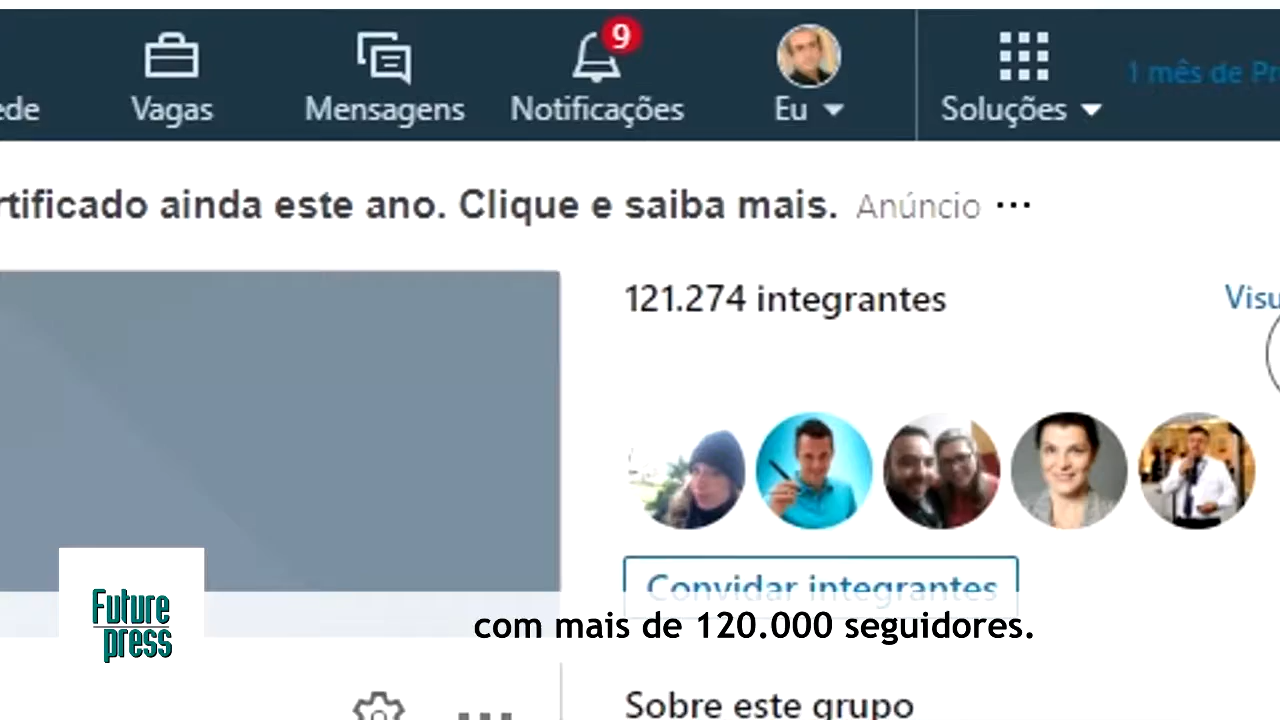 ede
Vagas
Mensagens
9
Notificações
Eu
Soluções
1 mês de Pr
rtificado ainda este ano. Clique e saiba mais. Anúncio ...
121.274 integrantes
Visu
Convidar integrantes
Future
press
com mais de 120.000 seguidores.
Sobre este grupo